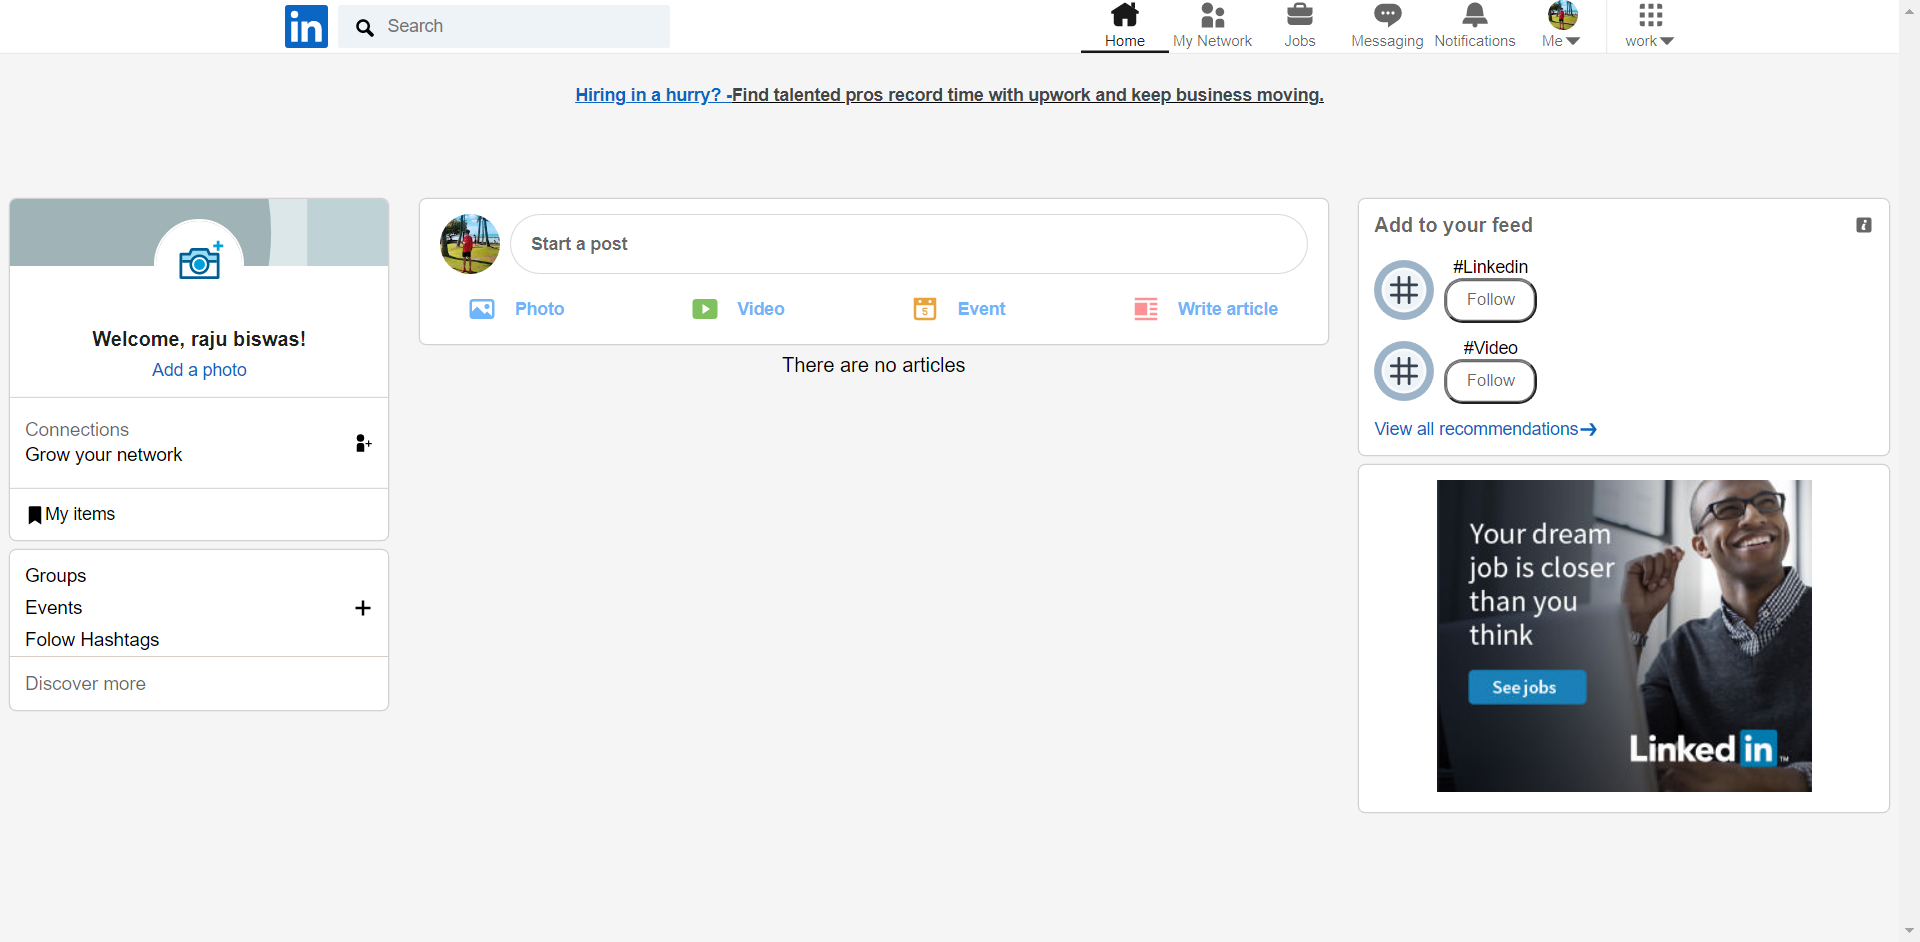 in
Search
Home
My Network
Jobs
Messaging
Notifications
Me
work
Hiring in a hurry? -Find talented pros record time with upwork and keep business moving.
Welcome, raju biswas!
Add a photo
Connections
Grow your network
My items
Groups
Events
Folow Hashtags
Discover more
Start a post
Photo
Video
5
Event
Write article
There are no articles
Add to your feed
#Linkedin
Follow
#Video
Follow
View all recommendations
Your dream
job is closer
than you
think
See jobs
Linked in ™